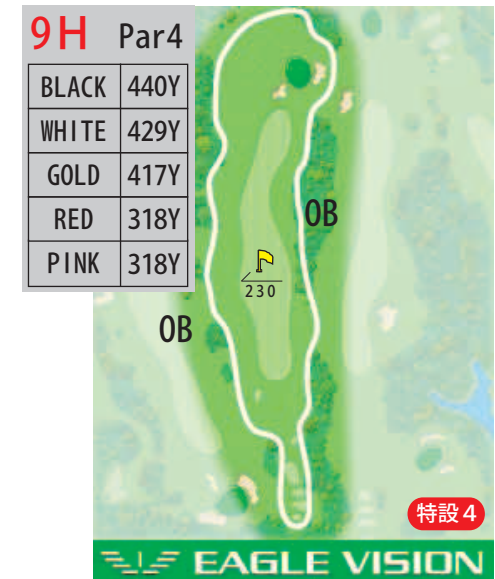 9H Par4
BLACK 440Y
WHITE 429Y
GOLD 417Y
RED 318Y
PINK 318Y
OB
230
OB
特設4
EAGLE VISION